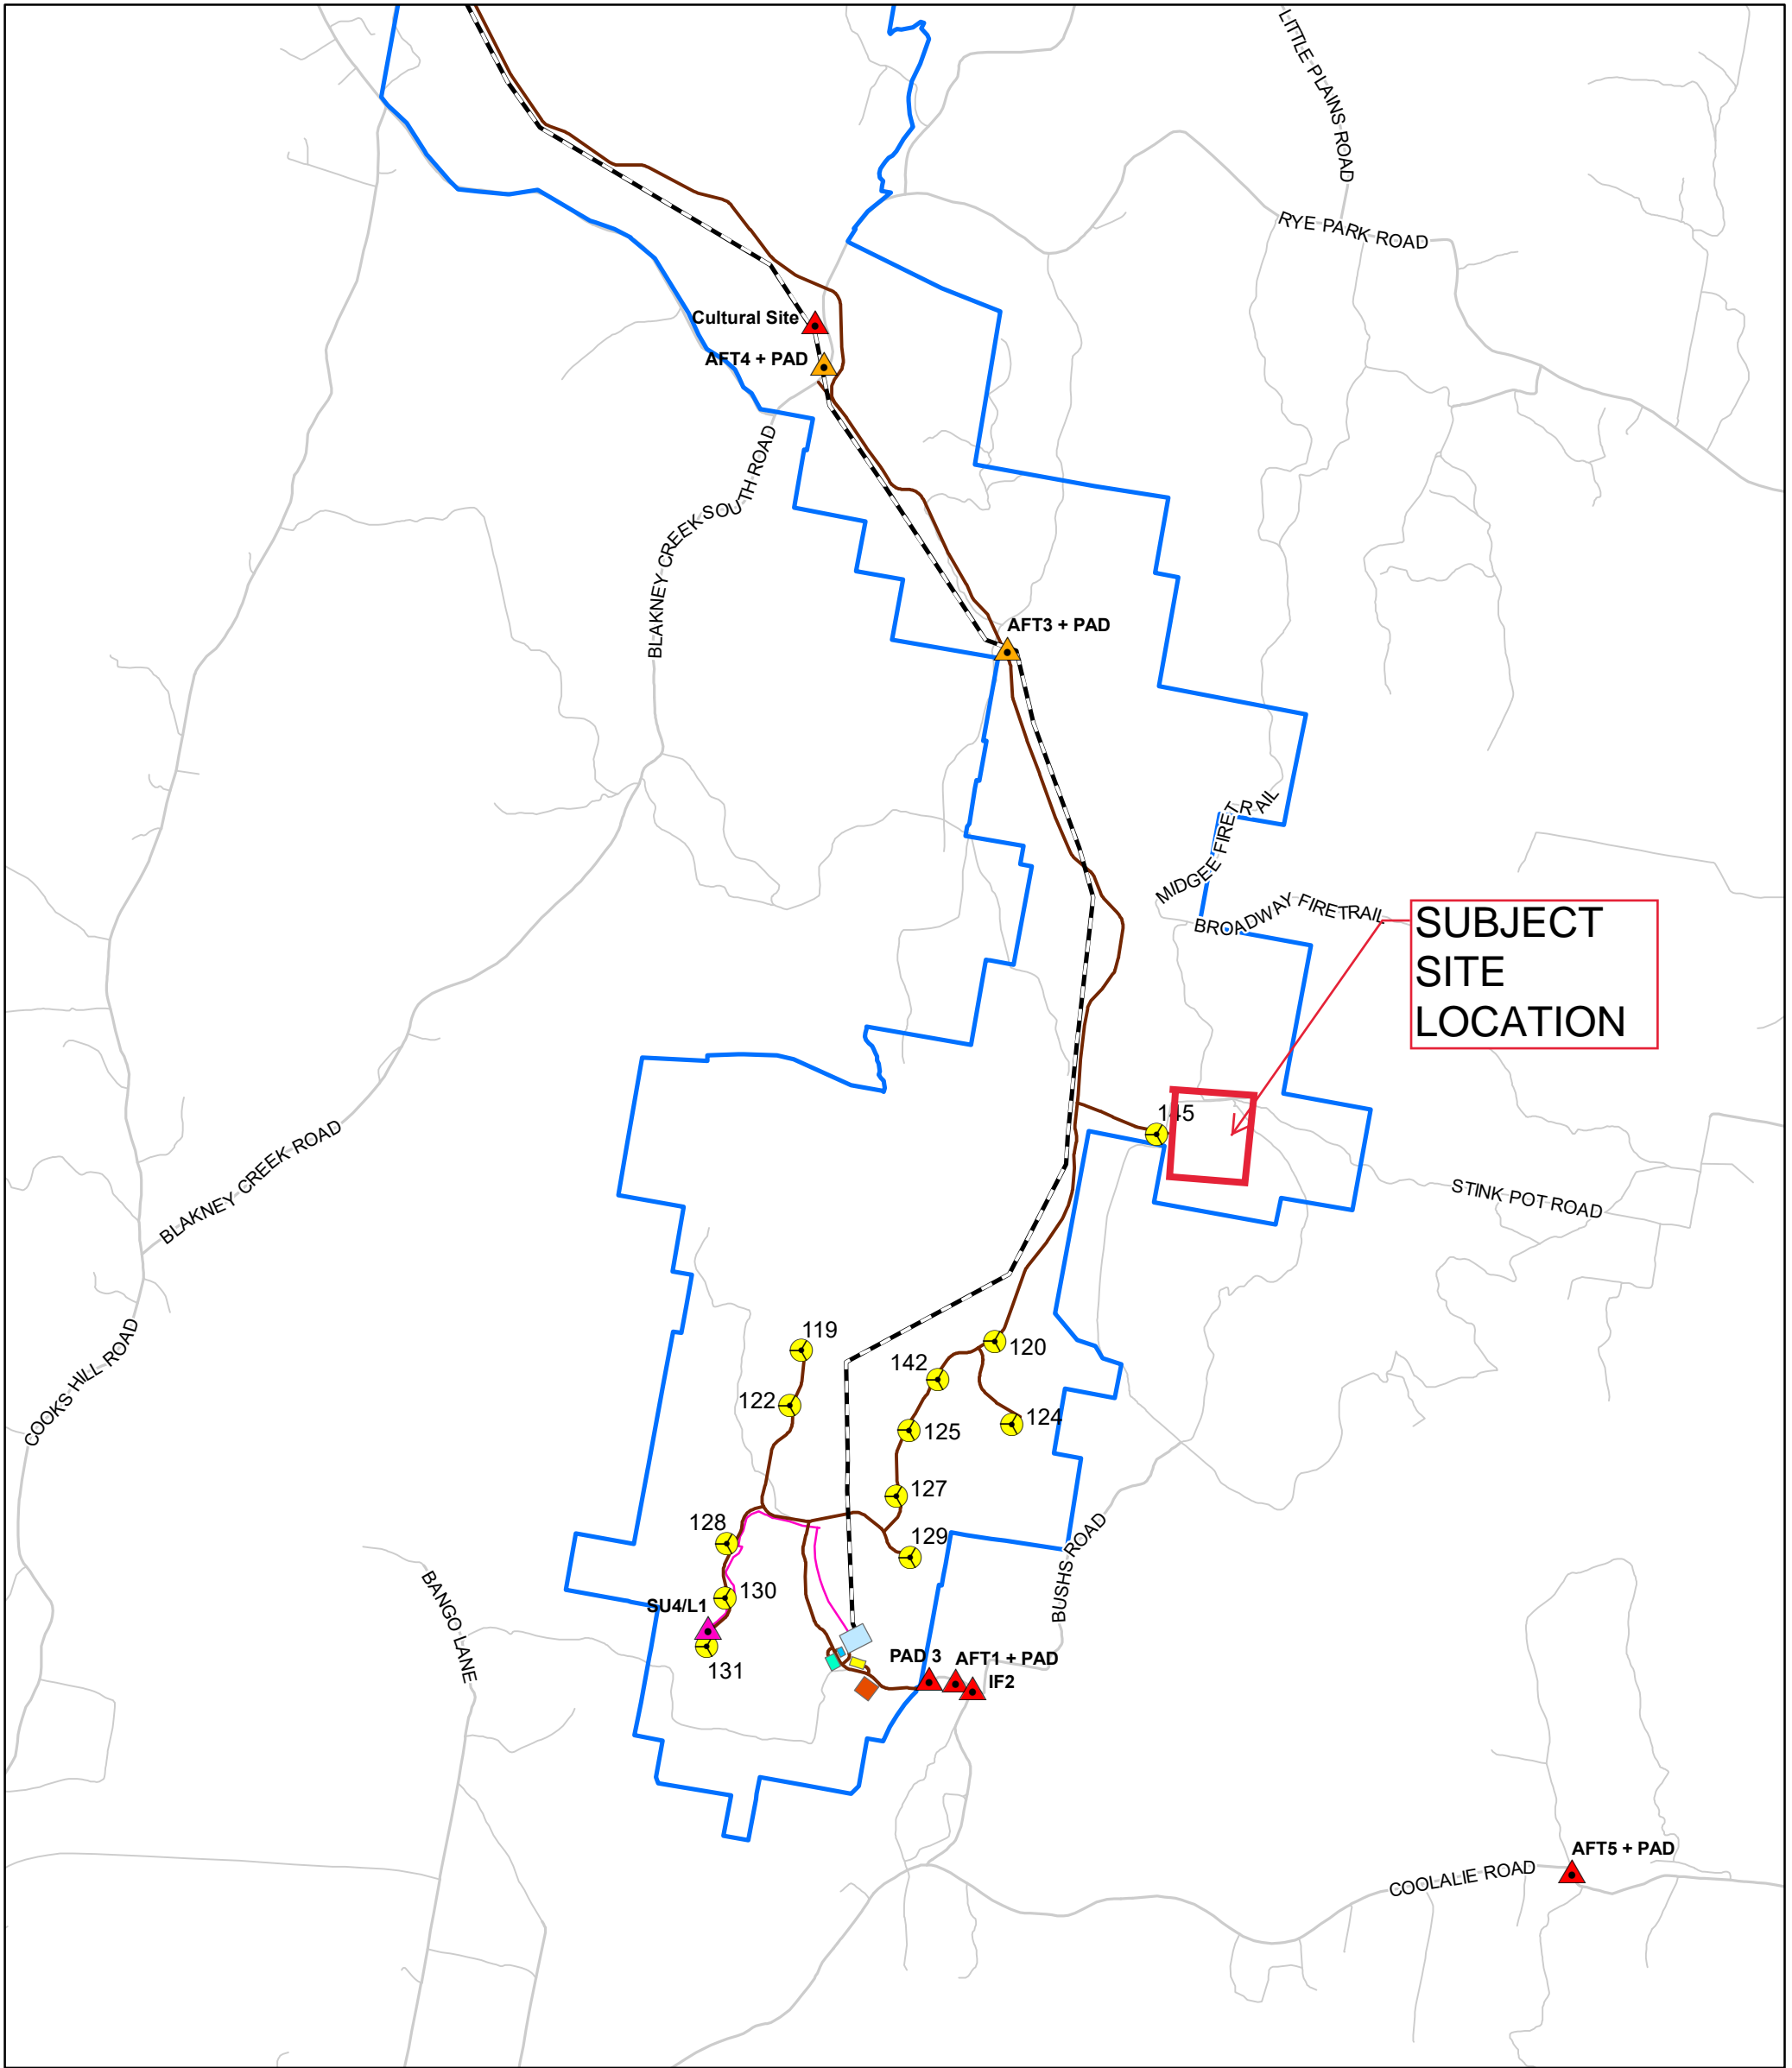 LITTLE PLAINS ROAD
RYE PARK ROAD
Cultural Site
AFT4 + PAD
BLAKNEY CREEK SOUTH ROAD
AFT3 + PAD
MIDGEE FIRETRAIL
BROADWAY FIRETRAIL
SUBJECT
SITE
LOCATION
145
BLAKNEY CREEK ROAD
STINK POT ROAD
COOKS HILL ROAD
119
120
142
122
124
125
127
128
129
130
BUSHS ROAD
BANGO LANE
SU4/L1
131
PAD 3
AFT1 + PAD
IF2
AFT5 + PAD
COOLALIE ROAD